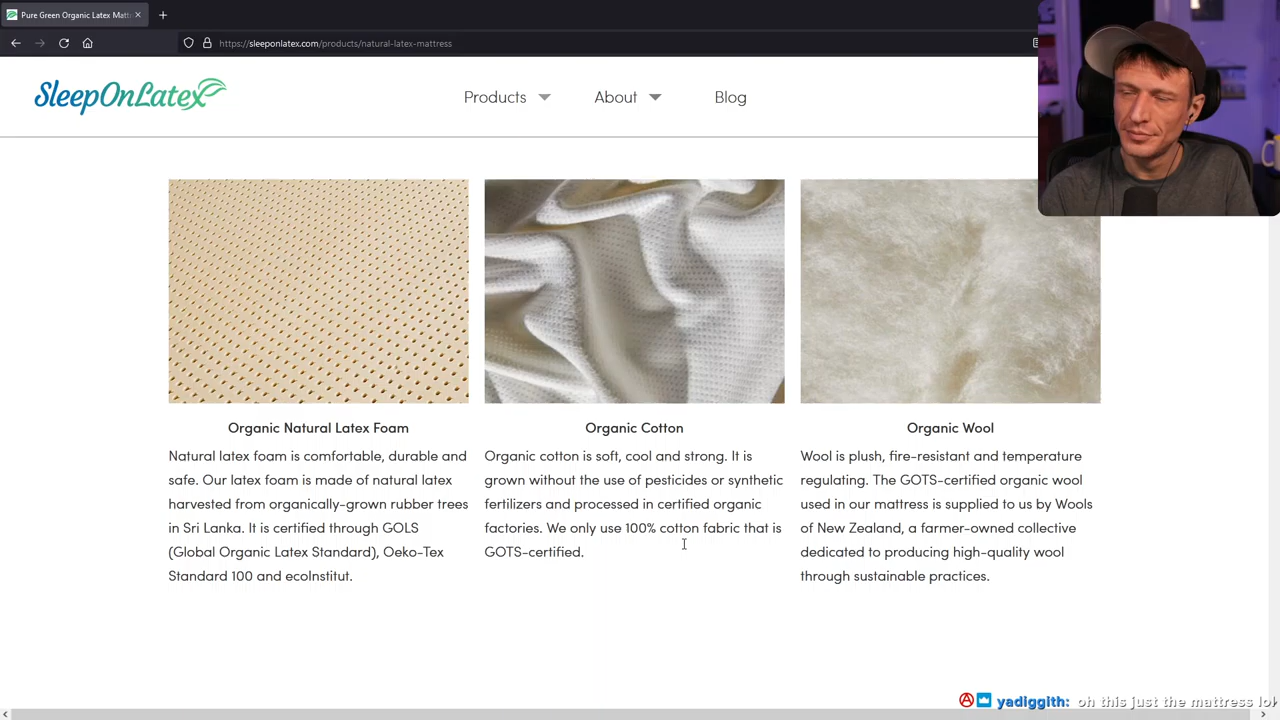 Pure Green Organic Latex Matt
https://sleeponlatex.com/products/natural-latex-mattress
SleepOnLatex
Products
About
Blog
Organic Natural Latex Foam
Natural latex foam is comfortable, durable and
safe. Our latex foam is made of natural latex
harvested from organically-grown rubber trees
in Sri Lanka. It is certified through GOLS
(Global Organic Latex Standard), Oeko-Tex
Standard 100 and ecoInstitut.
Organic Cotton
Organic cotton is soft, cool and strong. It is
grown without the use of pesticides or synthetic
fertilizers and processed in certified organic
factories. We only use 100% cotton fabric that is
GOTS-certified.
Organic Wool
Wool is plush, fire-resistant and temperature
regulating. The GOTS-certified organic wool
used in our mattress is supplied to us by Wools
of New Zealand, a farmer-owned collective
dedicated to producing high-quality wool
through sustainable practices.
yadiggith: oh this just the mattress lol